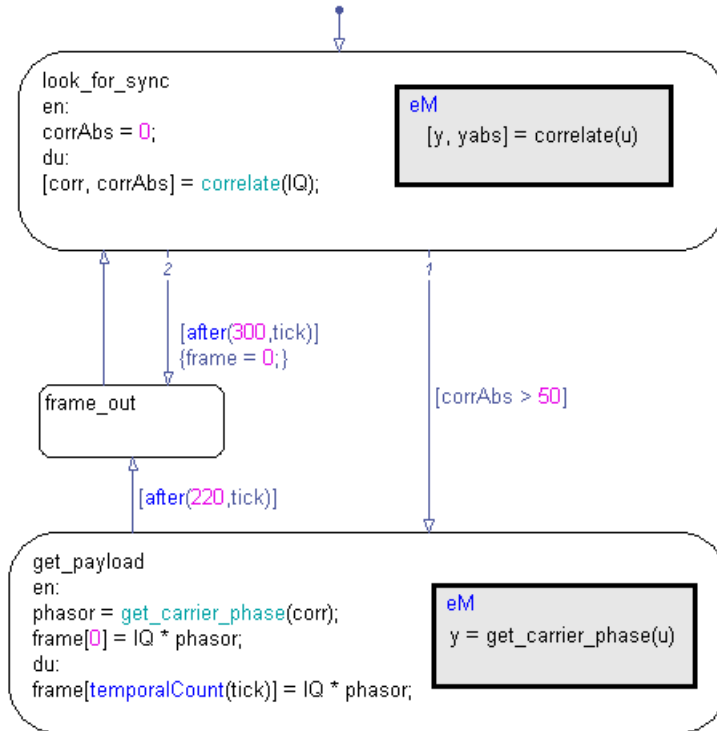 look_for_sync
en:
corrAbs = 0;
du:
[corr, corrAbs] = correlate(IQ);
eM
[y, yabs] = correlate(u)
2
1
[after(300,tick)]
{frame = 0;}
frame_out
[corrAbs > 50]
[after(220,tick)]
get_payload
en:
phasor = get_carrier_phase(corr);
frame[0] = IQ * phasor;
du:
frame[temporalCount(tick)] = IQ * phasor;
eM
y = get_carrier_phase(u)